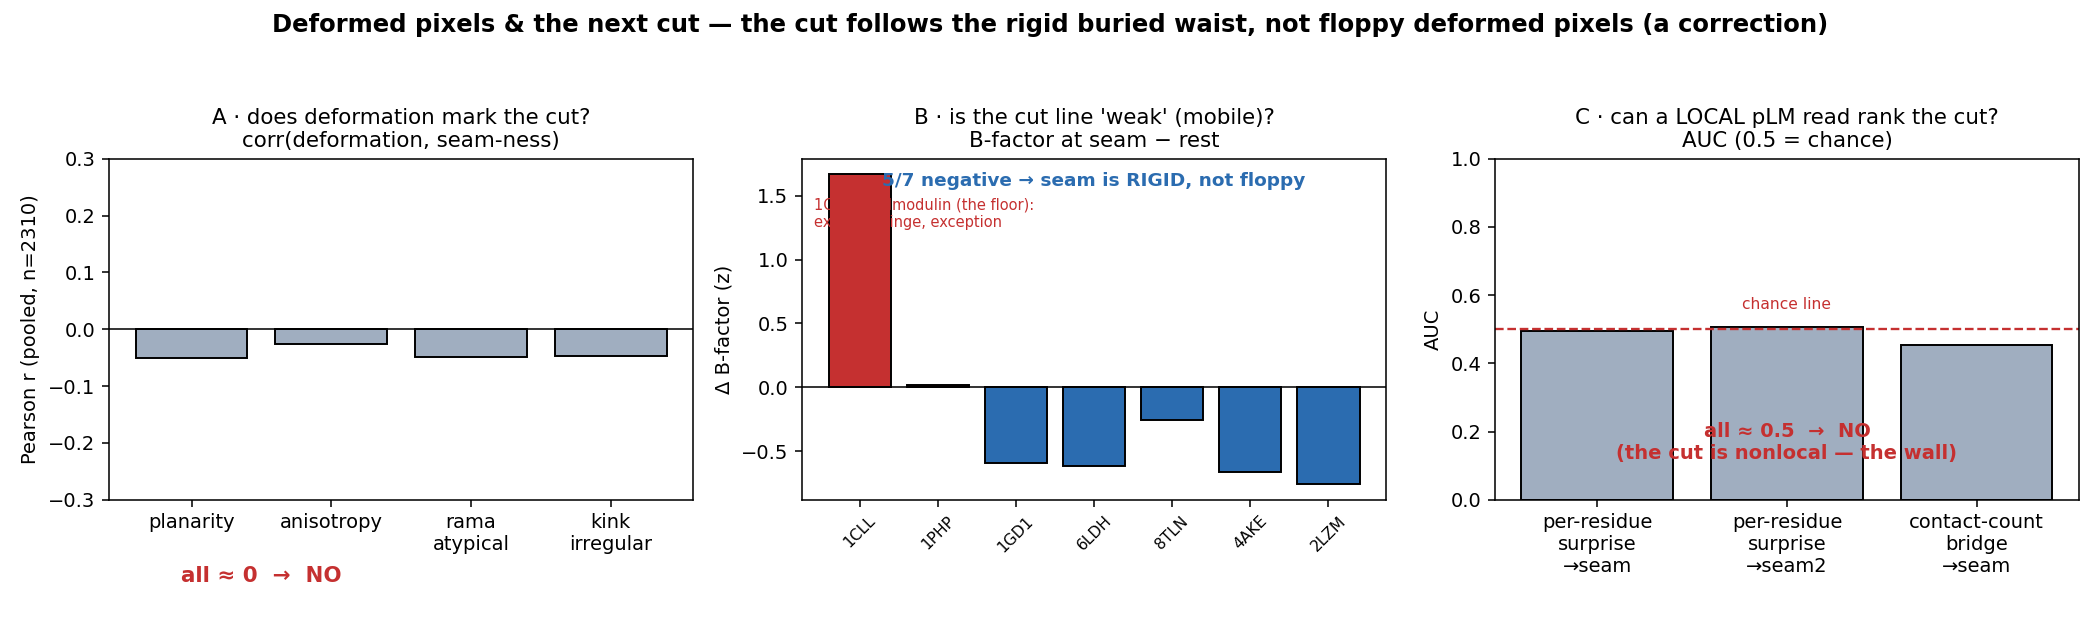 Deformed pixels & the next cut — the cut follows the rigid buried waist, not floppy deformed pixels (a correction)
A · does deformation mark the cut?
corr(deformation, seam-ness)
Pearson r (pooled, n=2310)
0.3
0.2
0.1
0.0
−0.1
−0.2
−0.3
planarity
anisotropy
rama
atypical
kink
irregular
all ≈ 0 → NO
B · is the cut line 'weak' (mobile)?
B-factor at seam − rest
Δ B-factor (z)
1.5
1.0
0.5
0.0
−0.5
5/7 negative → seam is RIGID, not floppy
(the floor):
exception
1CLL
1PHP
1GD1
6LDH
8TLN
4AKE
2LZM
C · can a LOCAL pLM read rank the cut?
AUC (0.5 = chance)
AUC
1.0
0.8
0.6
0.4
0.2
0.0
chance line
all ≈ 0.5 → NO
(the cut is nonlocal — the wall)
per-residue
surprise
→seam
per-residue
surprise
→seam2
contact-count
bridge
→seam